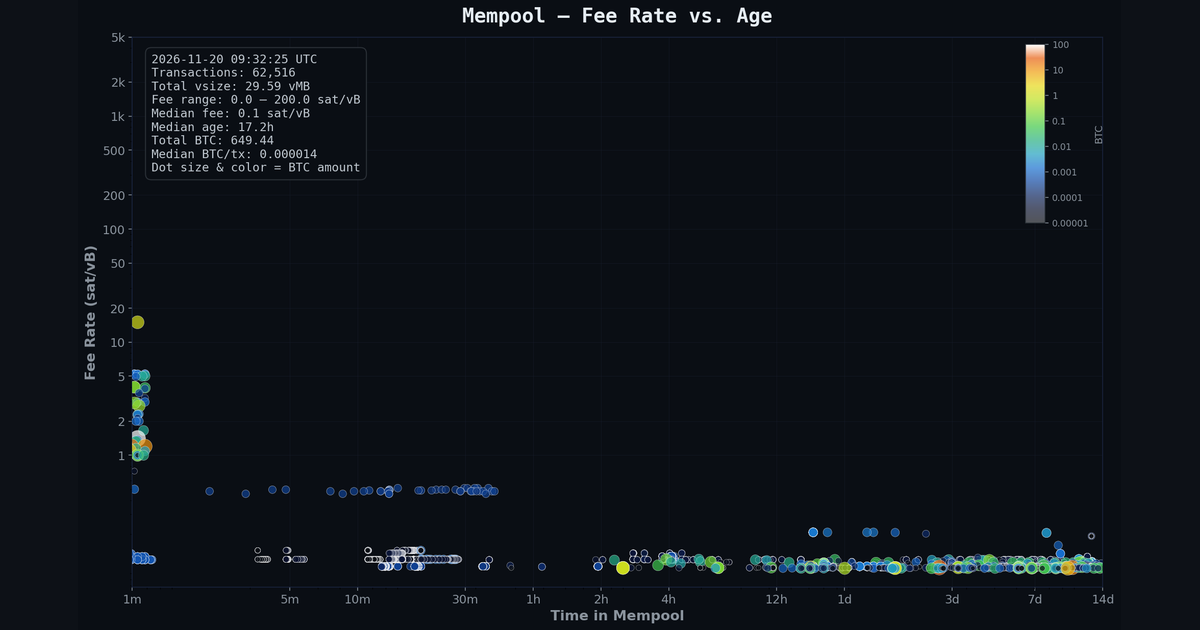 Mempool — Fee Rate vs. Age
5k
2k
1k
500
200
100
50
20
10
5
2
1
Fee Rate (sat/vB)
2026-11-20 09:32:25 UTC
Transactions: 62,516
Total vsize: 29.59 vMB
Fee range: 0.0 – 200.0 sat/vB
Median fee: 0.1 sat/vB
Median age: 17.2h
Total BTC: 649.44
Median BTC/tx: 0.000014
Dot size & color = BTC amount
100
10
1
0.1
0.01
0.001
0.0001
0.00001
BTC
1m 5m 10m 30m 1h 2h 4h 12h 1d 3d 7d 14d
Time in Mempool